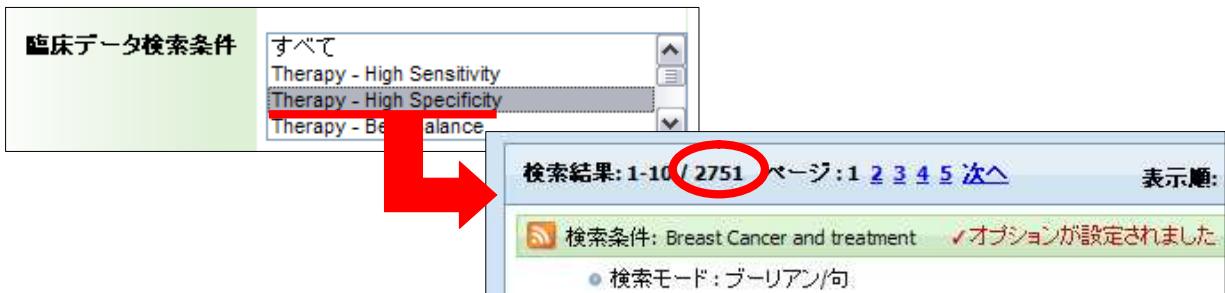 臨床データ検索条件
すべて
Therapy - High Sensitivity
Therapy - High Specificity
Therapy - Be alance
検索結果: 1-10 / 2751 ページ: 1 2 3 4 5 次へ 表示順:
検索条件: Breast Cancer and treatment ✓オプションが設定されました
検索モード: ブーリアン/句